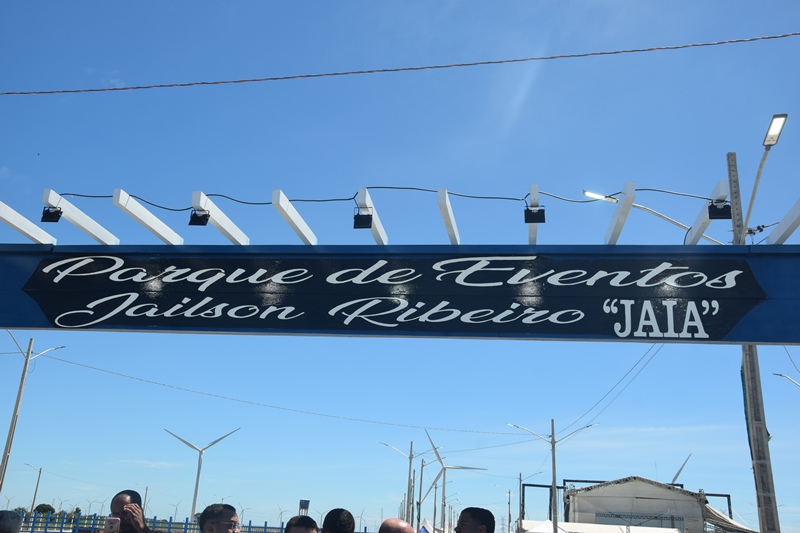 Parque de Eventos
Jailson Ribeiro “JAIA”